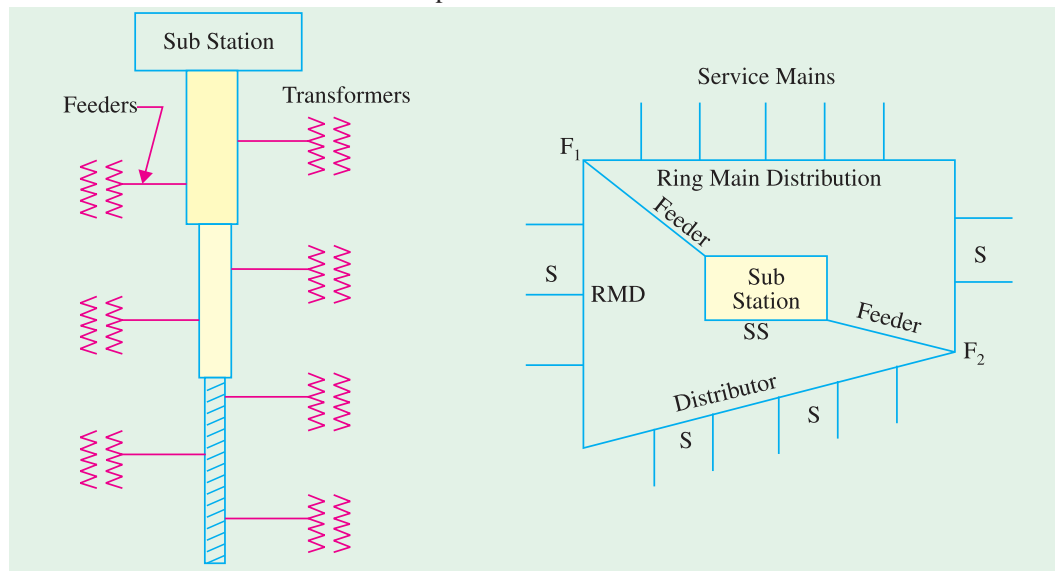 Sub Station
Feeders
Transformers
Service Mains
F1
Ring Main Distribution
Feeder
S
RMD
Sub
Station
SS
Feeder
S
F2
Distributor
S
S